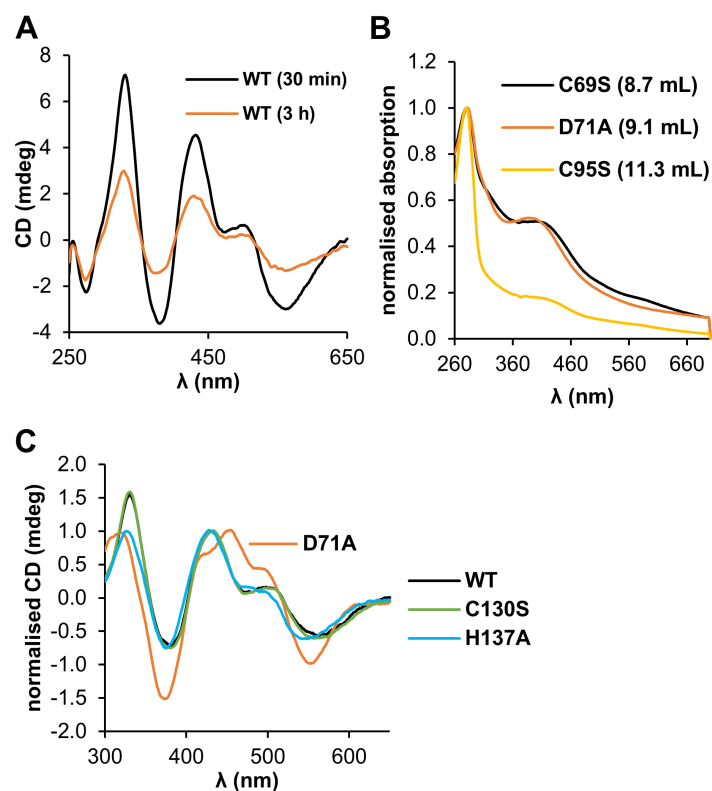 A
CD (mdeg)
8
6
4
2
0
-2
-4
250
450
650
λ (nm)
WT (30 min)
WT (3 h)
B
normalised absorption
1.2
1.0
0.8
0.6
0.4
0.2
0.0
260
360
460
560
660
λ (nm)
C69S (8.7 mL)
D71A (9.1 mL)
C95S (11.3 mL)
C
normalised CD (mdeg)
2.0
1.5
1.0
0.5
0.0
-0.5
-1.0
-1.5
-2.0
300
400
500
600
λ (nm)
D71A
WT
C130S
H137A